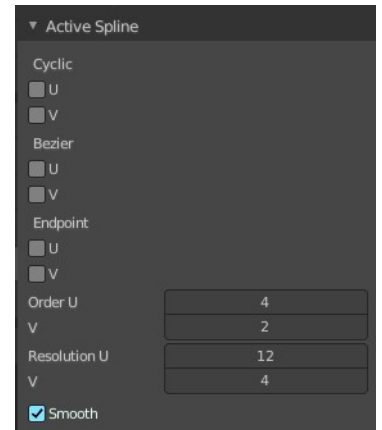 Active Spline
Cyclic
U
V
Bezier
U
V
Endpoint
U
V
Order U 4
V 2
Resolution U 12
V 4
Smooth